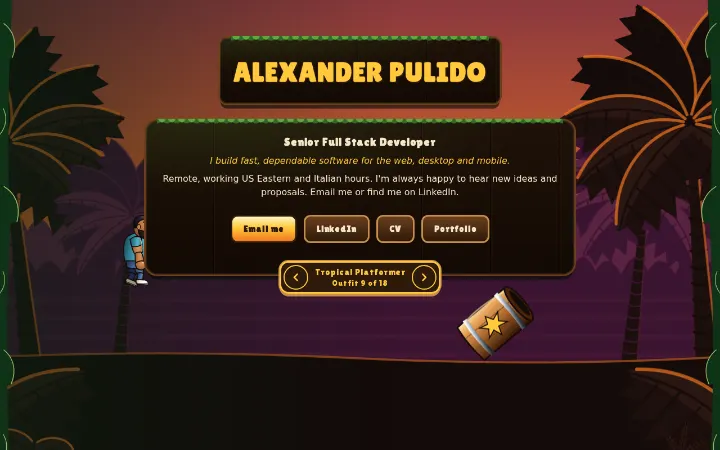 ALEXANDER PULIDO
Senior Full Stack Developer
I build fast, dependable software for the web, desktop and mobile.
Remote, working US Eastern and Italian hours. I'm always happy to hear new ideas and
proposals. Email me or find me on LinkedIn.
Email me
LinkedIn
CV
Portfolio
Tropical Platformer
Outfit 9 of 18